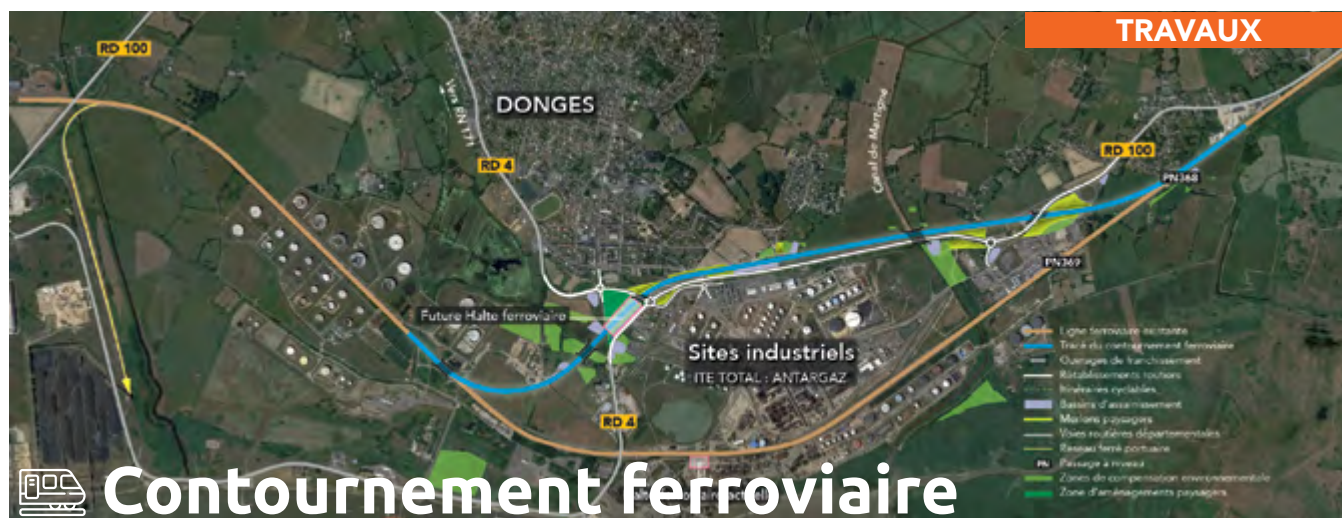 TRAVAUX
RD 100
Vers RN 171
DONGES
RD 4
Canal de Martigné
RD 100
PN368
PN369
Future Halte ferroviaire
Sites industriels
ITE TOTAL : ANTARGAZ
RD 4
Ligne ferroviaire existante
Tracé du contournement ferroviaire
Ouvrages de franchissement
Rétablissements routiers
Itinéraires cyclables
Bassins d'assainissement
Merlons paysagers
Voies routières départementales
Réseau ferré portuaire
PN Passage à niveau
Zones de compensation environnementale
Zone d'aménagements paysagers
Contournement ferroviaire